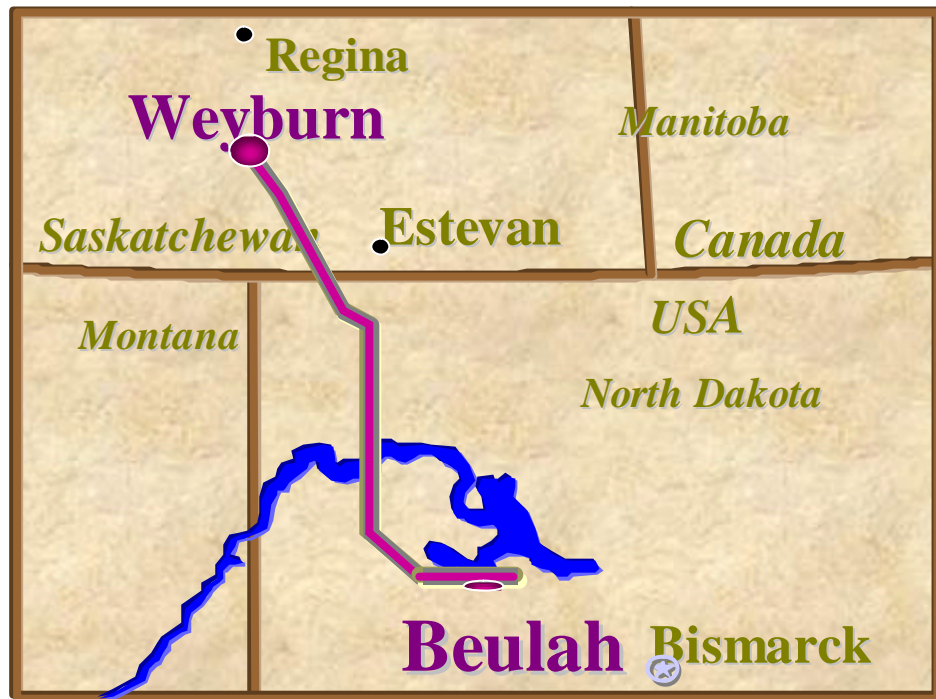 Regina
Weyburn
Manitoba
Saskatchewan
Estevan
Canada
USA
Montana
North Dakota
Beulah
Bismarck